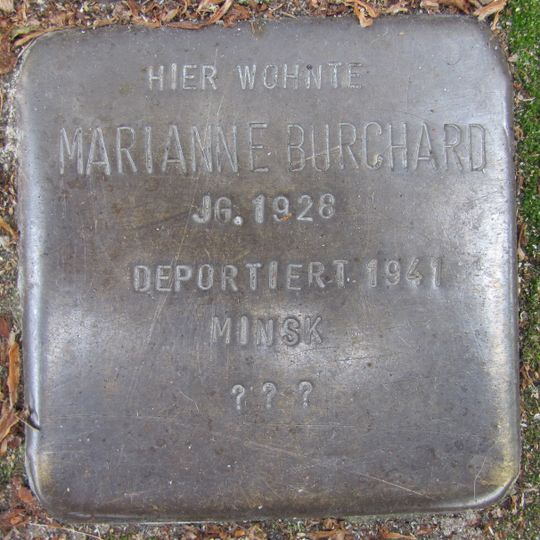 HIER WOHNTE
MARIANNE BURCHARD
JG. 1928
DEPORTIERT 1941
MINSK
? ? ?